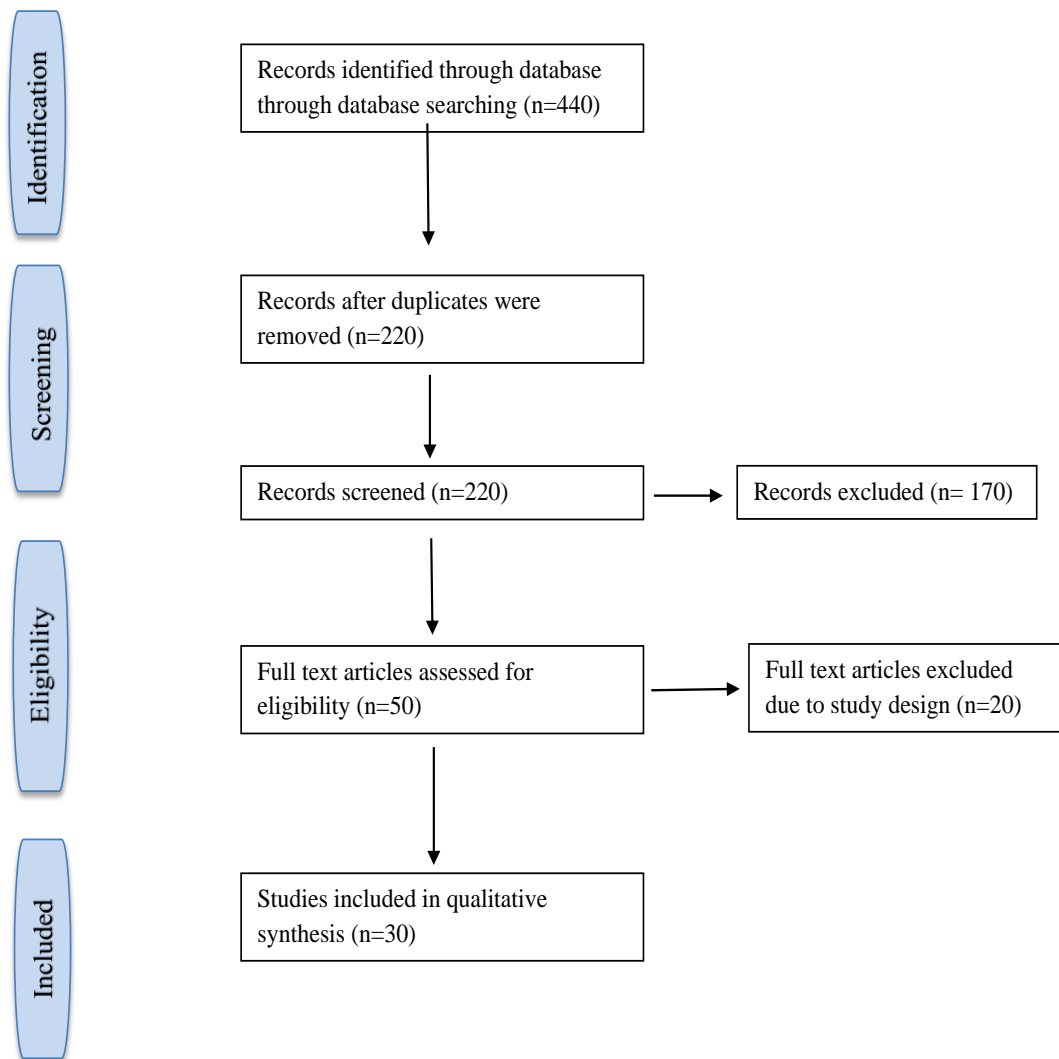 Identification
Records identified through database
through database searching (n=440)
Screening
Records after duplicates were
removed (n=220)
Records screened (n=220)
Records excluded (n= 170)
Eligibility
Full text articles assessed for
eligibility (n=50)
Full text articles excluded
due to study design (n=20)
Included
Studies included in qualitative
synthesis (n=30)